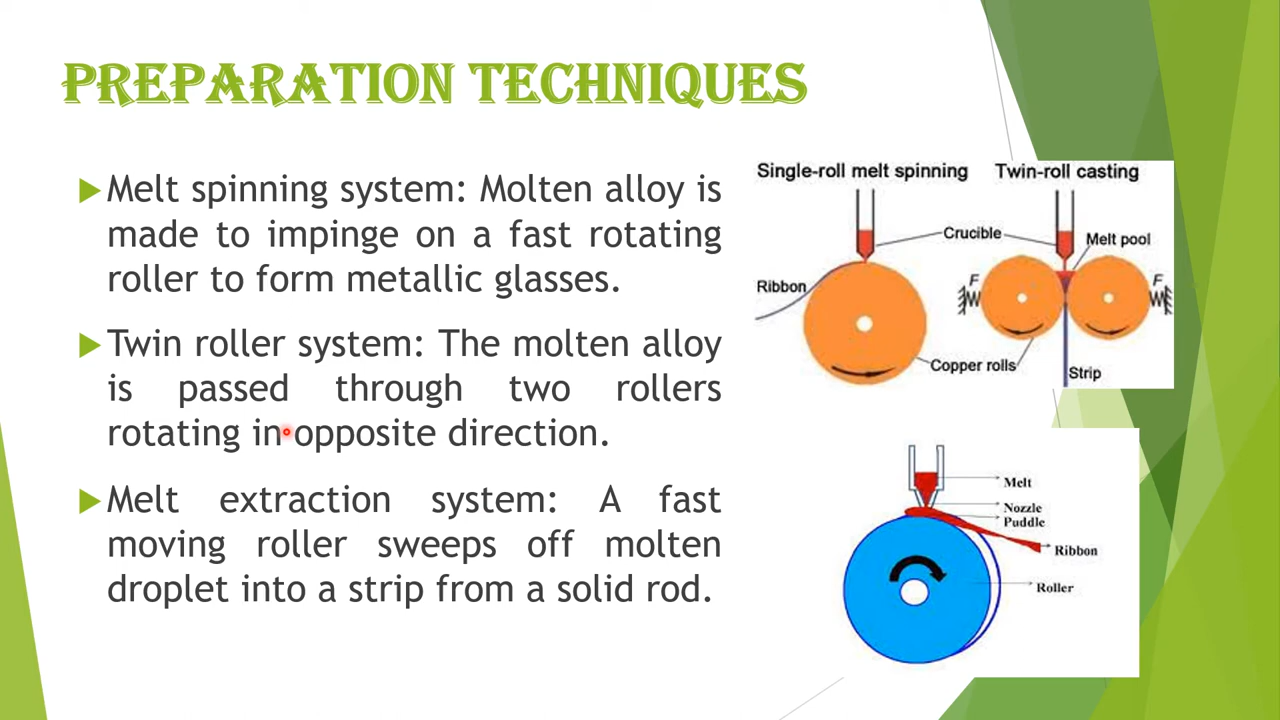 PREPARATION TECHNIQUES
Melt spinning system: Molten alloy is
made to impinge on a fast rotating
roller to form metallic glasses.
Twin roller system: The molten alloy
is passed through two rollers
rotating in opposite direction.
Melt extraction system: A fast
moving roller sweeps off molten
droplet into a strip from a solid rod.
Single-roll melt spinning
Twin-roll casting
Crucible
Melt pool
Ribbon
F
F
Copper rolls
Strip
Melt
Nozzle
Puddle
Ribbon
Roller